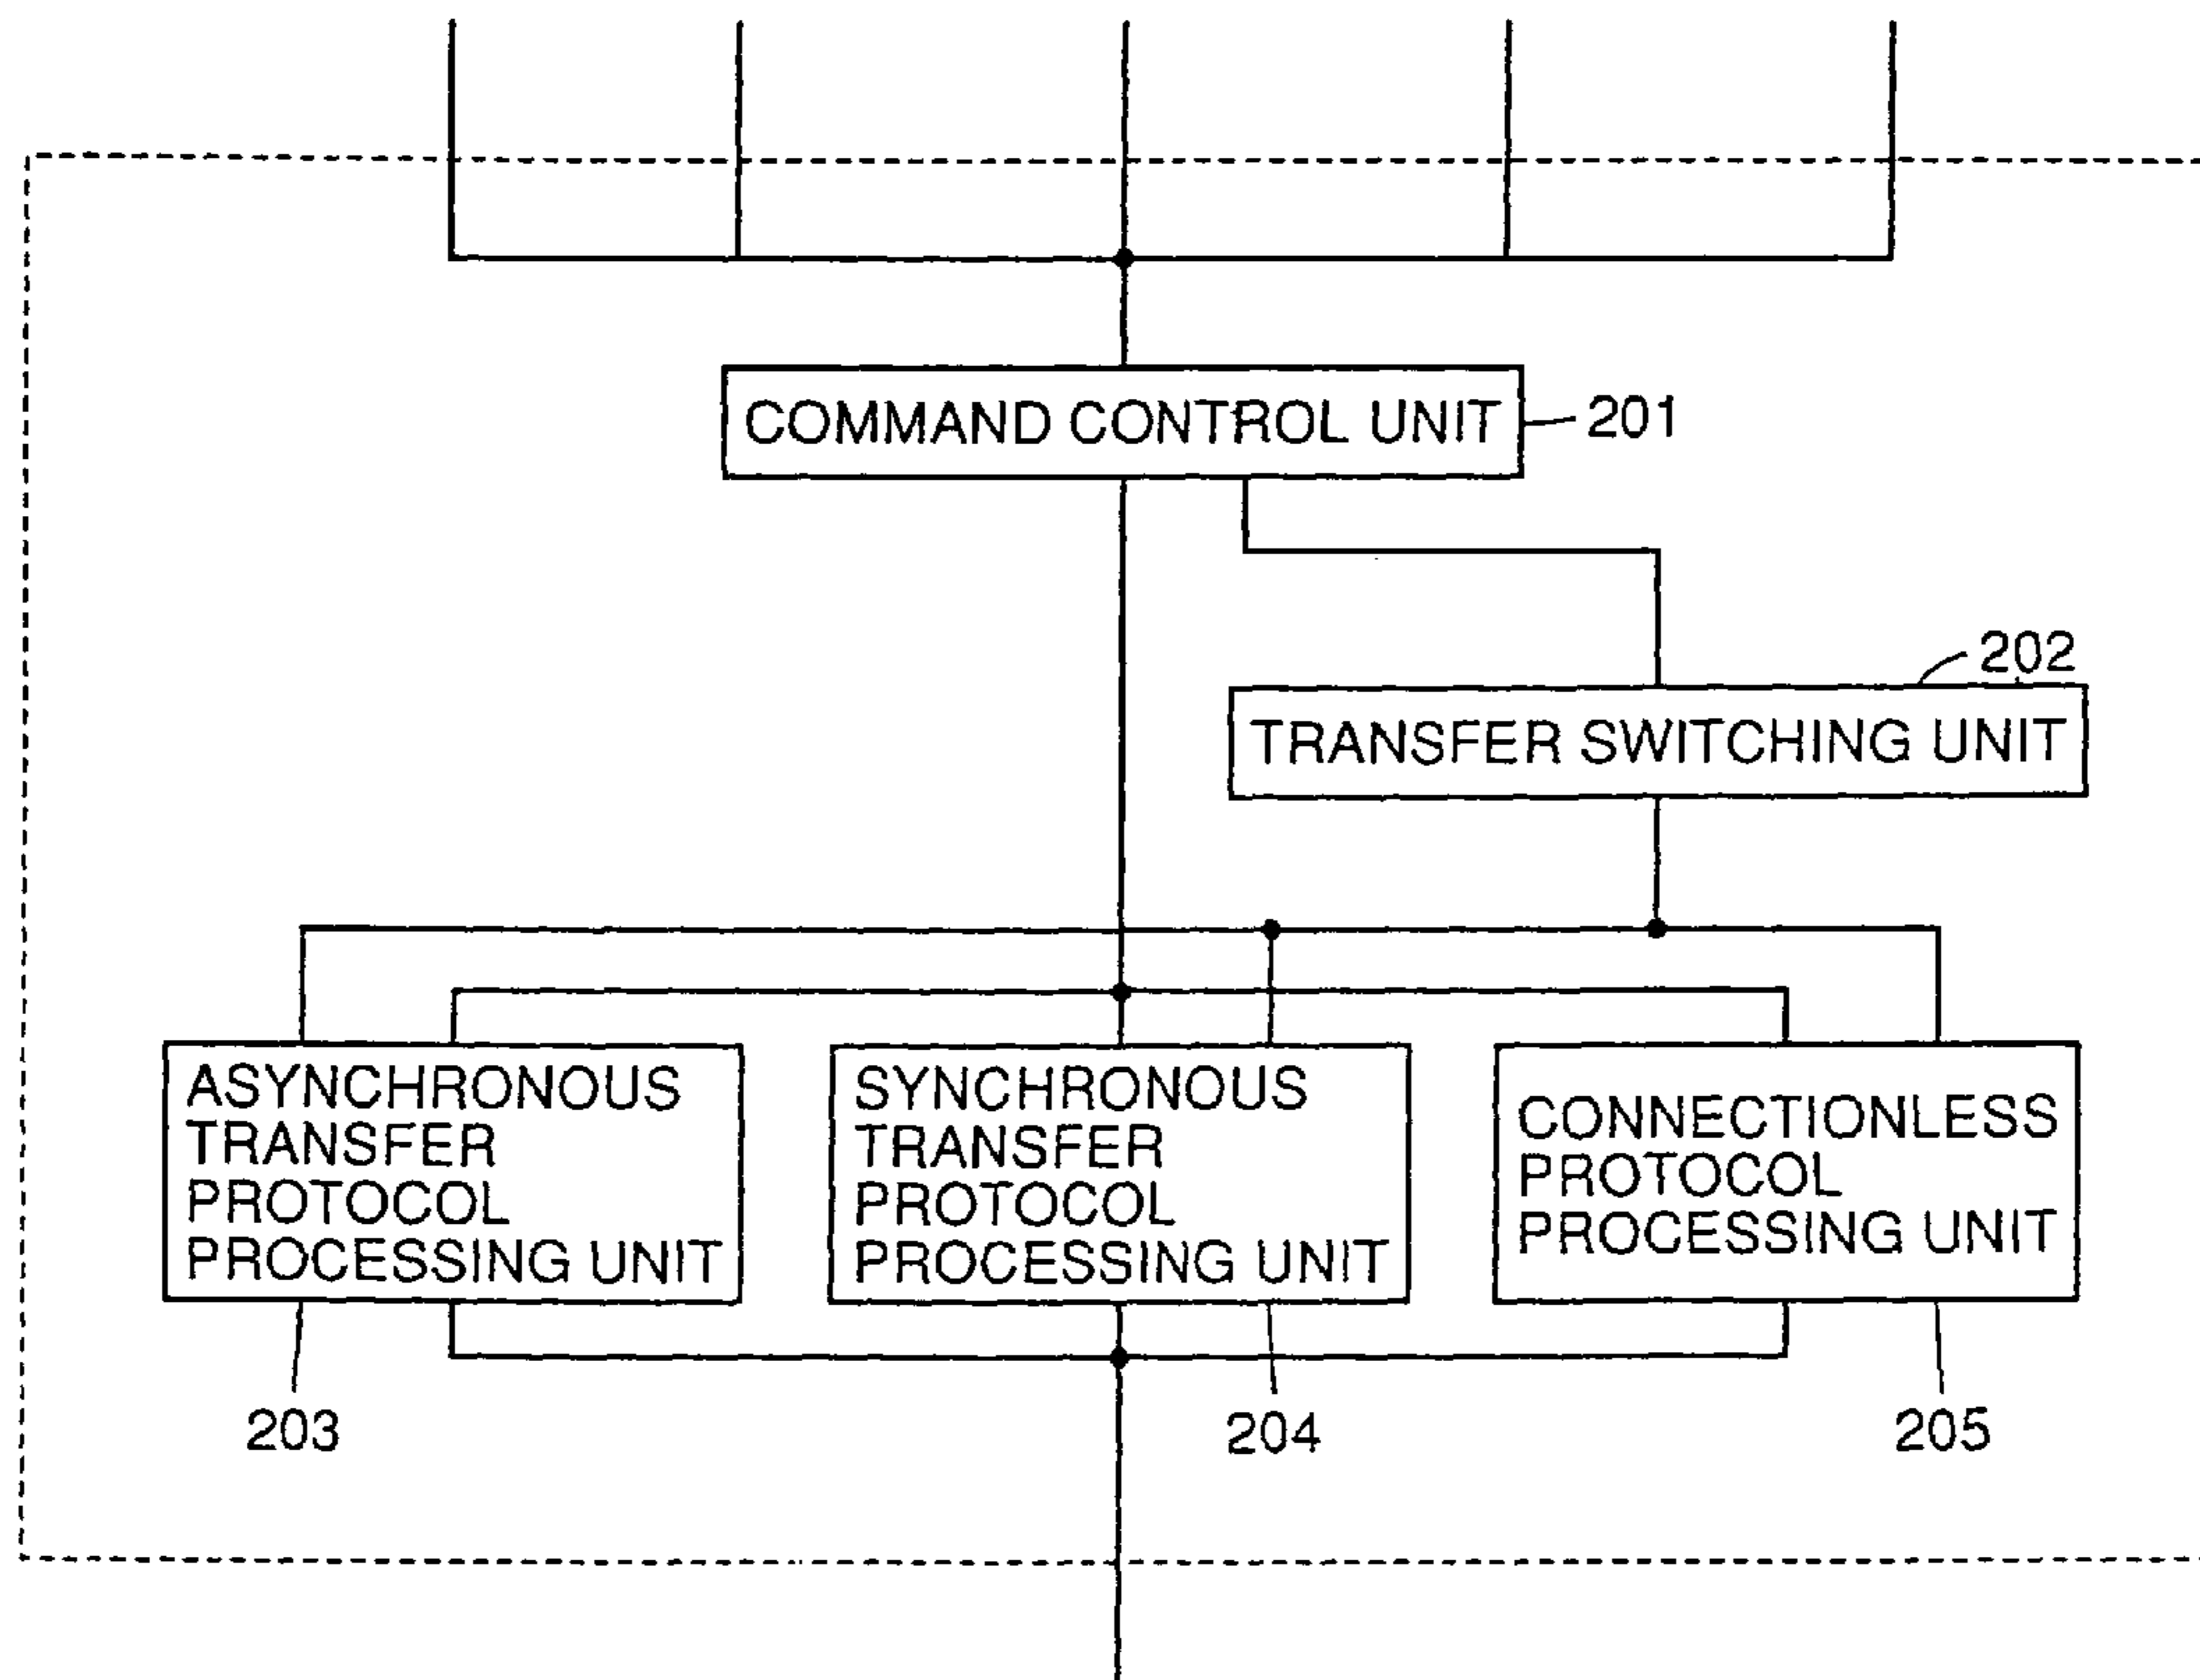 COMMAND CONTROL UNIT
201
202
TRANSFER SWITCHING UNIT
ASYNCHRONOUS
TRANSFER
PROTOCOL
PROCESSING UNIT
SYNCHRONOUS
TRANSFER
PROTOCOL
PROCESSING UNIT
CONNECTIONLESS
PROTOCOL
PROCESSING UNIT
203
204
205